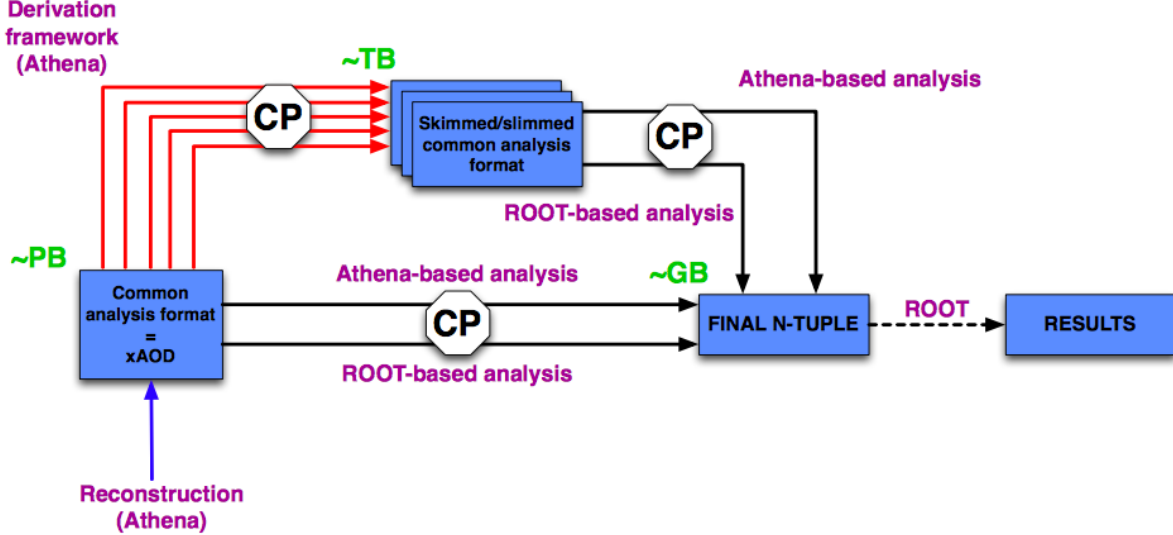 Derivation
framework
(Athena)
~TB
CP
Skimmed/slimmed
common analysis
format
CP
Athena-based analysis
ROOT-based analysis
~PB
Common
analysis format
=
xAOD
Athena-based analysis
CP
ROOT-based analysis
~GB
FINAL N-TUPLE
ROOT
RESULTS
Reconstruction
(Athena)